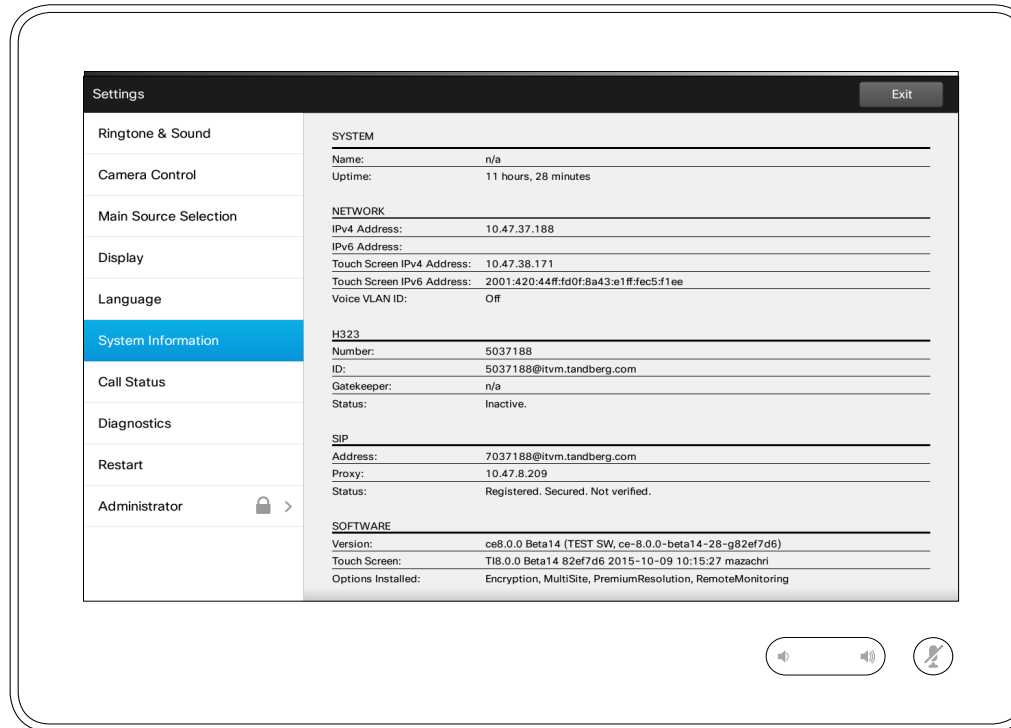 Settings
Exit
Ringtone & Sound
Camera Control
Main Source Selection
Display
Language
System Information
Call Status
Diagnostics
Restart
Administrator
SYSTEM
Name: n/a
Uptime: 11 hours, 28 minutes
NETWORK
IPv4 Address: 10.47.37.188
IPv6 Address:
Touch Screen IPv4 Address: 10.47.38.171
Touch Screen IPv6 Address: 2001:420:44ff:fd0f:8a43:e1ff:fec5:f1ee
Voice VLAN ID: Off
H323
Number: 5037188
ID: 5037188@itvm.tandberg.com
Gatekeeper: n/a
Status: Inactive.
SIP
Address: 7037188@itvm.tandberg.com
Proxy: 10.47.8.209
Status: Registered. Secured. Not verified.
SOFTWARE
Version: ce8.0.0 Beta14 (TEST SW, ce-8.0.0-beta14-28-g82ef7d6)
Touch Screen: TI8.0.0 Beta14 82ef7d6 2015-10-09 10:15:27 mazachri
Options Installed: Encryption, MultiSite, PremiumResolution, RemoteMonitoring